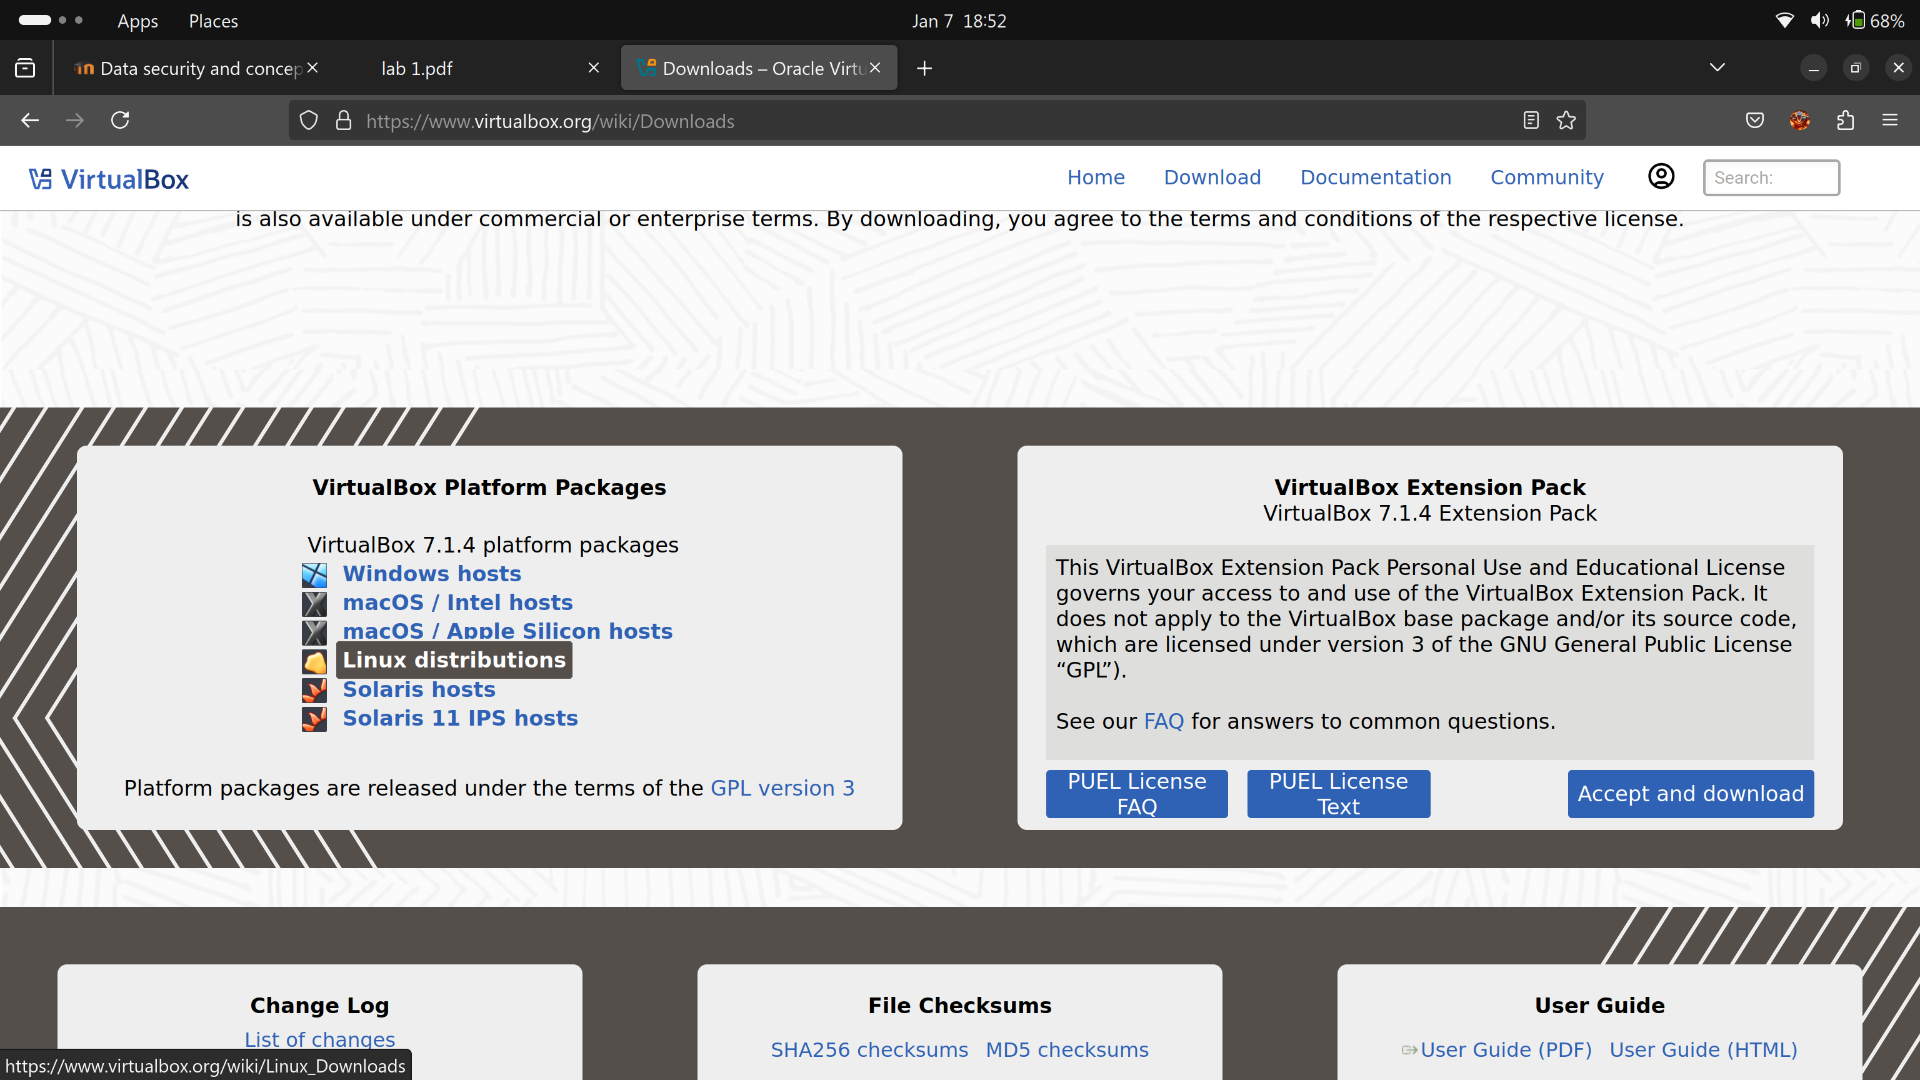 Apps Places Jan 7 18:52 68%
Data security and concep lab 1.pdf Downloads – Oracle Virtu
https://www.virtualbox.org/wiki/Downloads
VirtualBox Home Download Documentation Community Search:
is also available under commercial or enterprise terms. By downloading, you agree to the terms and conditions of the respective license.
VirtualBox Platform Packages
VirtualBox 7.1.4 platform packages
Windows hosts
macOS / Intel hosts
macOS / Apple Silicon hosts
Linux distributions
Solaris hosts
Solaris 11 IPS hosts
Platform packages are released under the terms of the GPL version 3
VirtualBox Extension Pack
VirtualBox 7.1.4 Extension Pack
This VirtualBox Extension Pack Personal Use and Educational License
governs your access to and use of the VirtualBox Extension Pack. It
does not apply to the VirtualBox base package and/or its source code,
which are licensed under version 3 of the GNU General Public License
“GPL”).
See our FAQ for answers to common questions.
PUEL License
FAQ
PUEL License
Text
Accept and download
Change Log
List of changes
File Checksums
SHA256 checksums MD5 checksums
User Guide
User Guide (PDF) User Guide (HTML)
https://www.virtualbox.org/wiki/Linux_Downloads